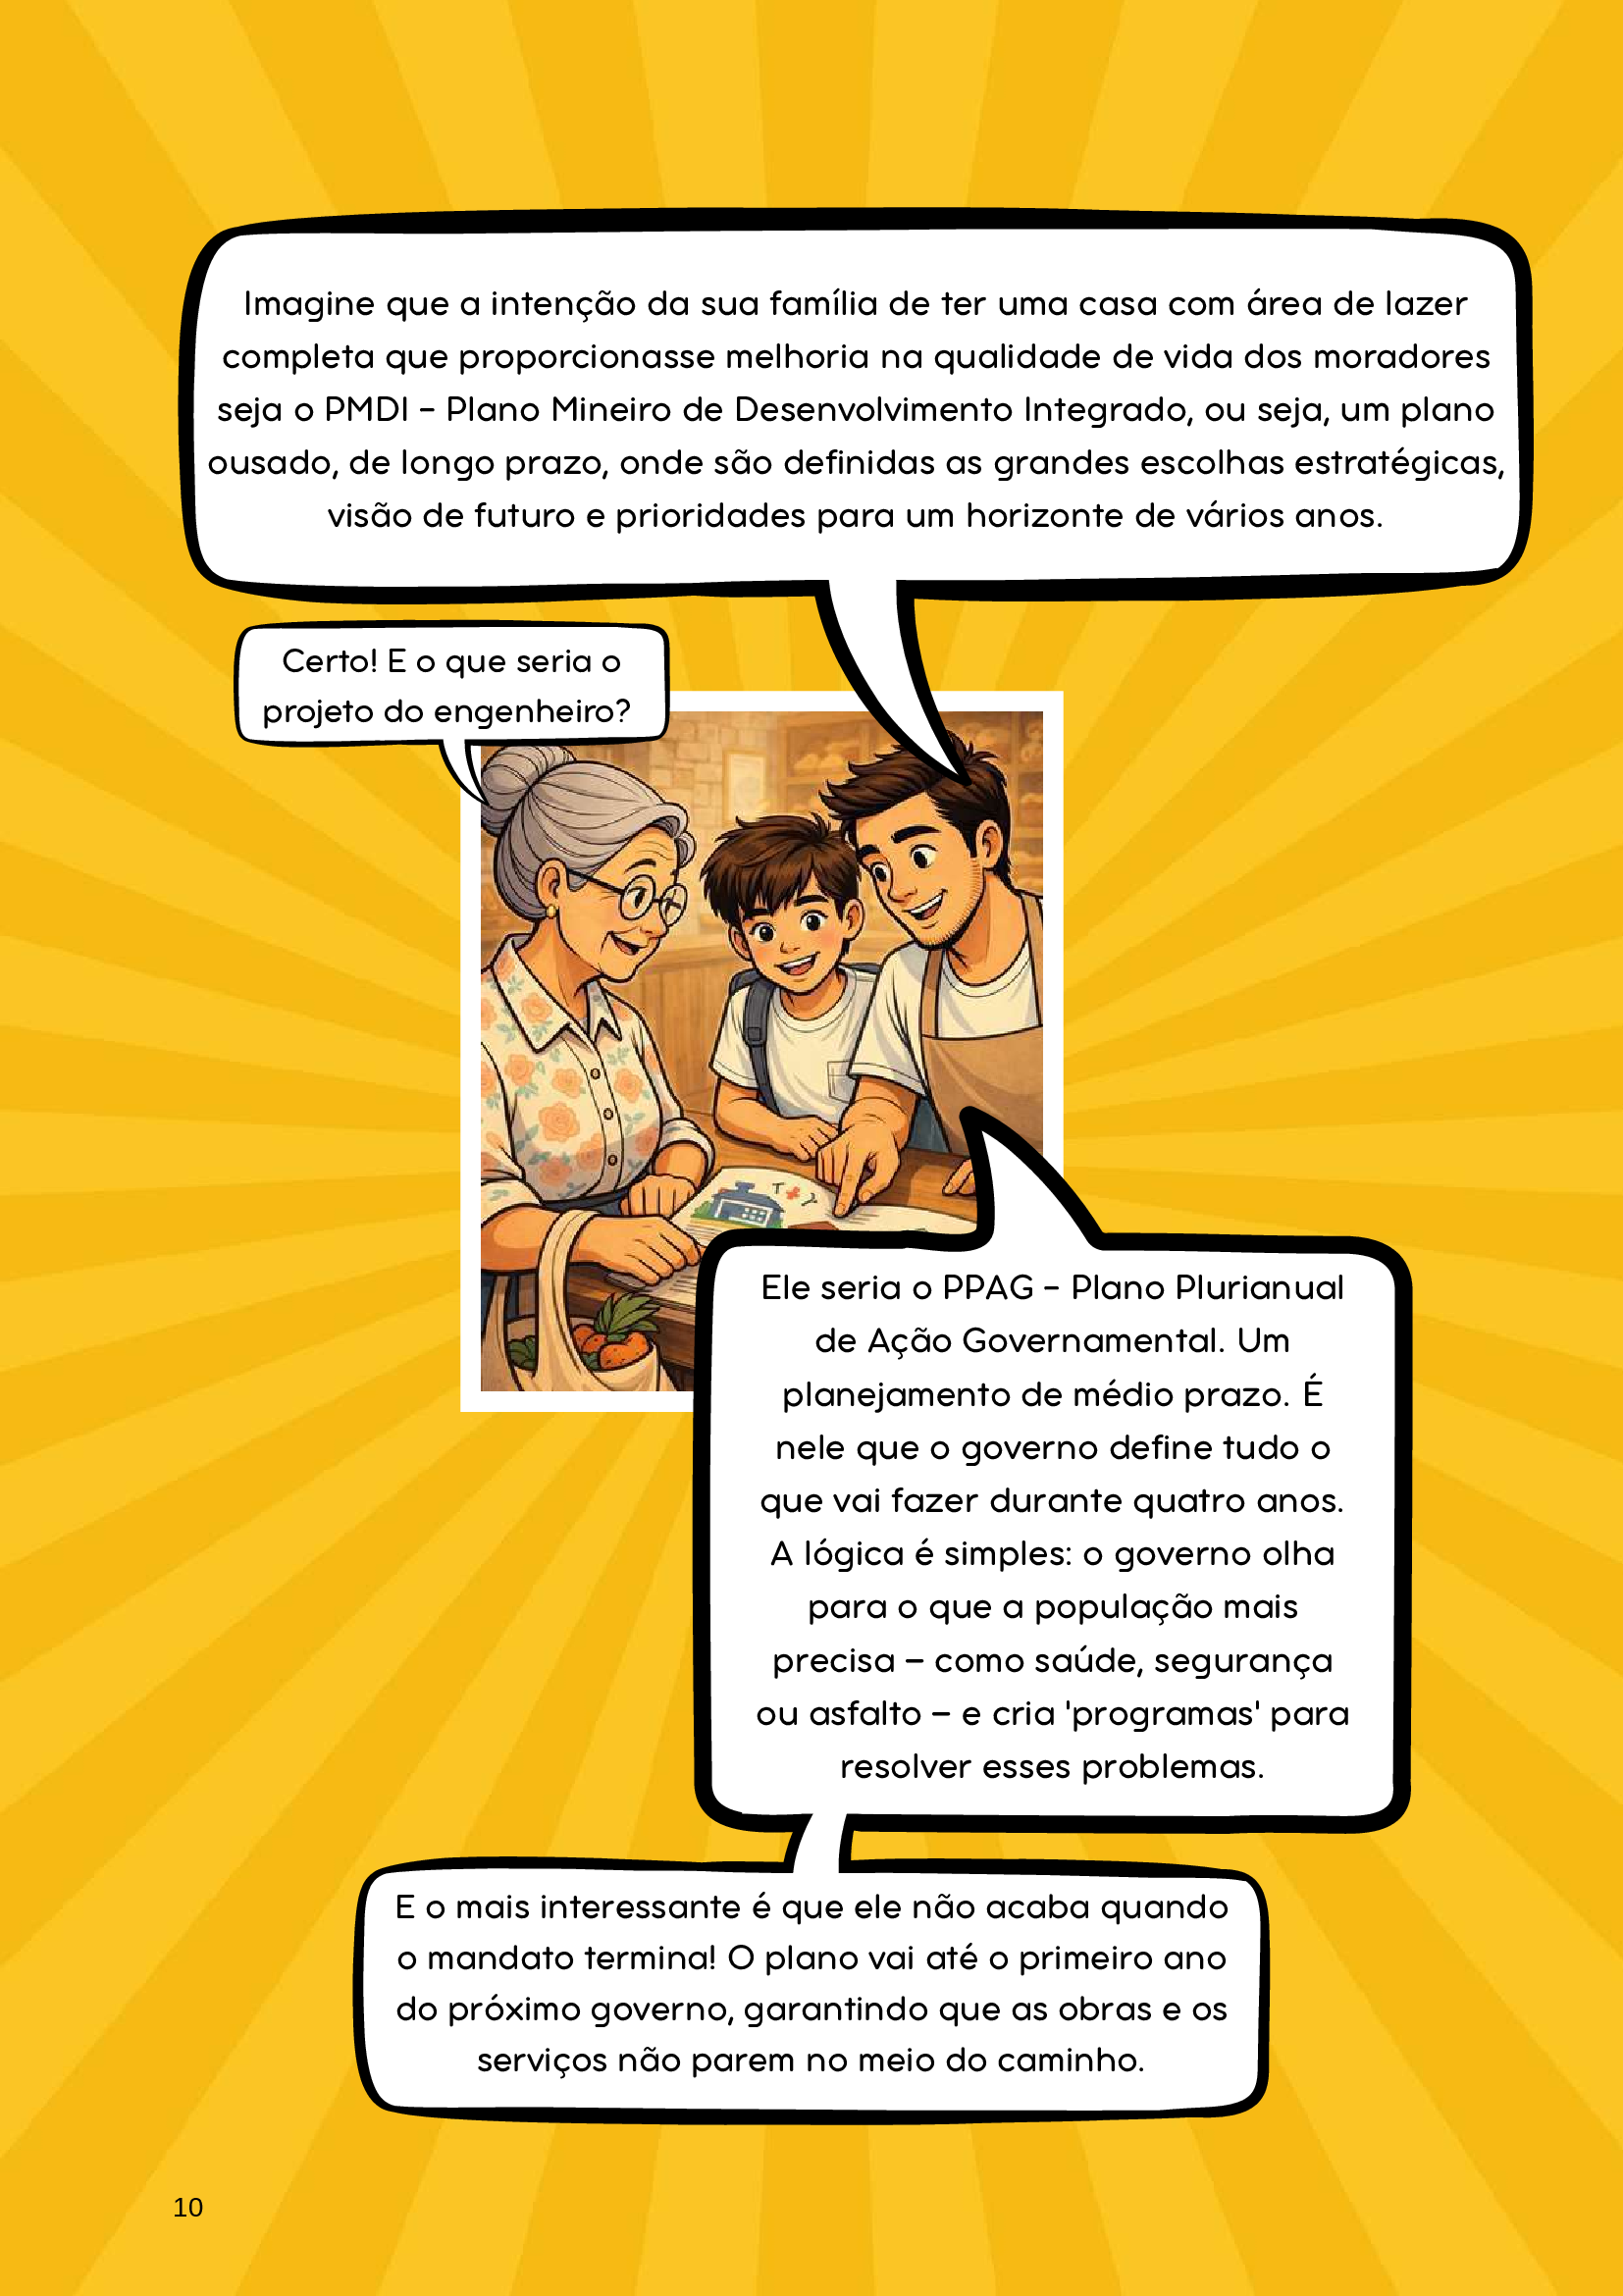 Imagine que a intenção da sua família de ter uma casa com área de lazer
completa que proporcionasse melhoria na qualidade de vida dos moradores
seja o PMDI - Plano Mineiro de Desenvolvimento Integrado, ou seja, um plano
ousado, de longo prazo, onde são definidas as grandes escolhas estratégicas,
visão de futuro e prioridades para um horizonte de vários anos.
Certo! E o que seria o
projeto do engenheiro?
Ele seria o PPAG - Plano Plurianual
de Ação Governamental. Um
planejamento de médio prazo. É
nele que o governo define tudo o
que vai fazer durante quatro anos.
A lógica é simples: o governo olha
para o que a população mais
precisa – como saúde, segurança
ou asfalto – e cria 'programas' para
resolver esses problemas.
E o mais interessante é que ele não acaba quando
o mandato termina! O plano vai até o primeiro ano
do próximo governo, garantindo que as obras e os
serviços não parem no meio do caminho.
10